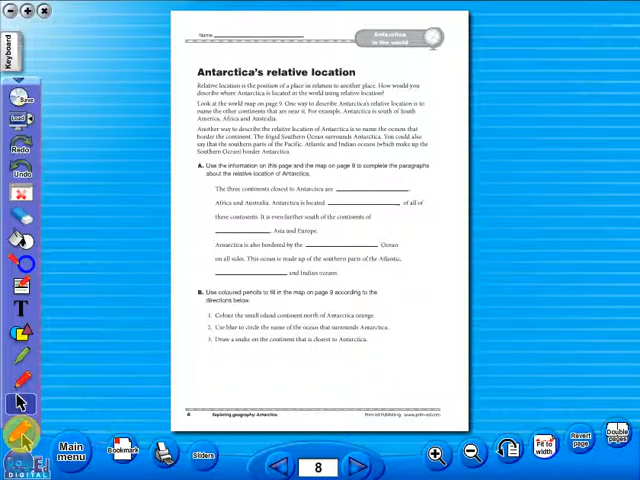 Keyboard
Save
Load
Redo
Undo
T
DIGITAL
Name
Antarctica
in the world
Antarctica's relative location
Relative location is the position of a place in relation to another place. How would you
describe where Antarctica is located in the world using relative location?
Look at the world map on page 9. One way to describe Antarctica's relative location is to
name the other continents that are near it. For example, Antarctica is south of South
America, Africa and Australia.
Another way to describe the relative location of Antarctica is to name the oceans that
border the continent. The frigid Southern Ocean surrounds Antarctica. You could also
say that the southern parts of the Pacific, Atlantic and Indian oceans (which make up the
Southern Ocean) border Antarctica
A. Use the information on this page and the map on page 9 to complete the paragraphs
about the relative location of Antarctica.
The three continents closest to Antarctica are ,
Africa and Australia. Antarctica is located of all of
these continents. It is even further south of the continents of
, Asia and Europe.
Antarctica is also bordered by the Ocean
on all sides. This ocean is made up of the southern parts of the Atlantic,
and Indian oceans.
B. Use coloured pencils to fill in the map on page 9 according to the
directions below.
1. Colour the small island continent north of Antarctica orange.
2. Use blue to circle the name of the ocean that surrounds Antarctica.
3. Draw a snake on the continent that is closest to Antarctica.
Exploring geography: Antarctica
Prim-Ed Publishing www.prim-ed.com
Main
menu
Bookmark
Sliders
8
Fit to
width
Revert
page
Double
pages